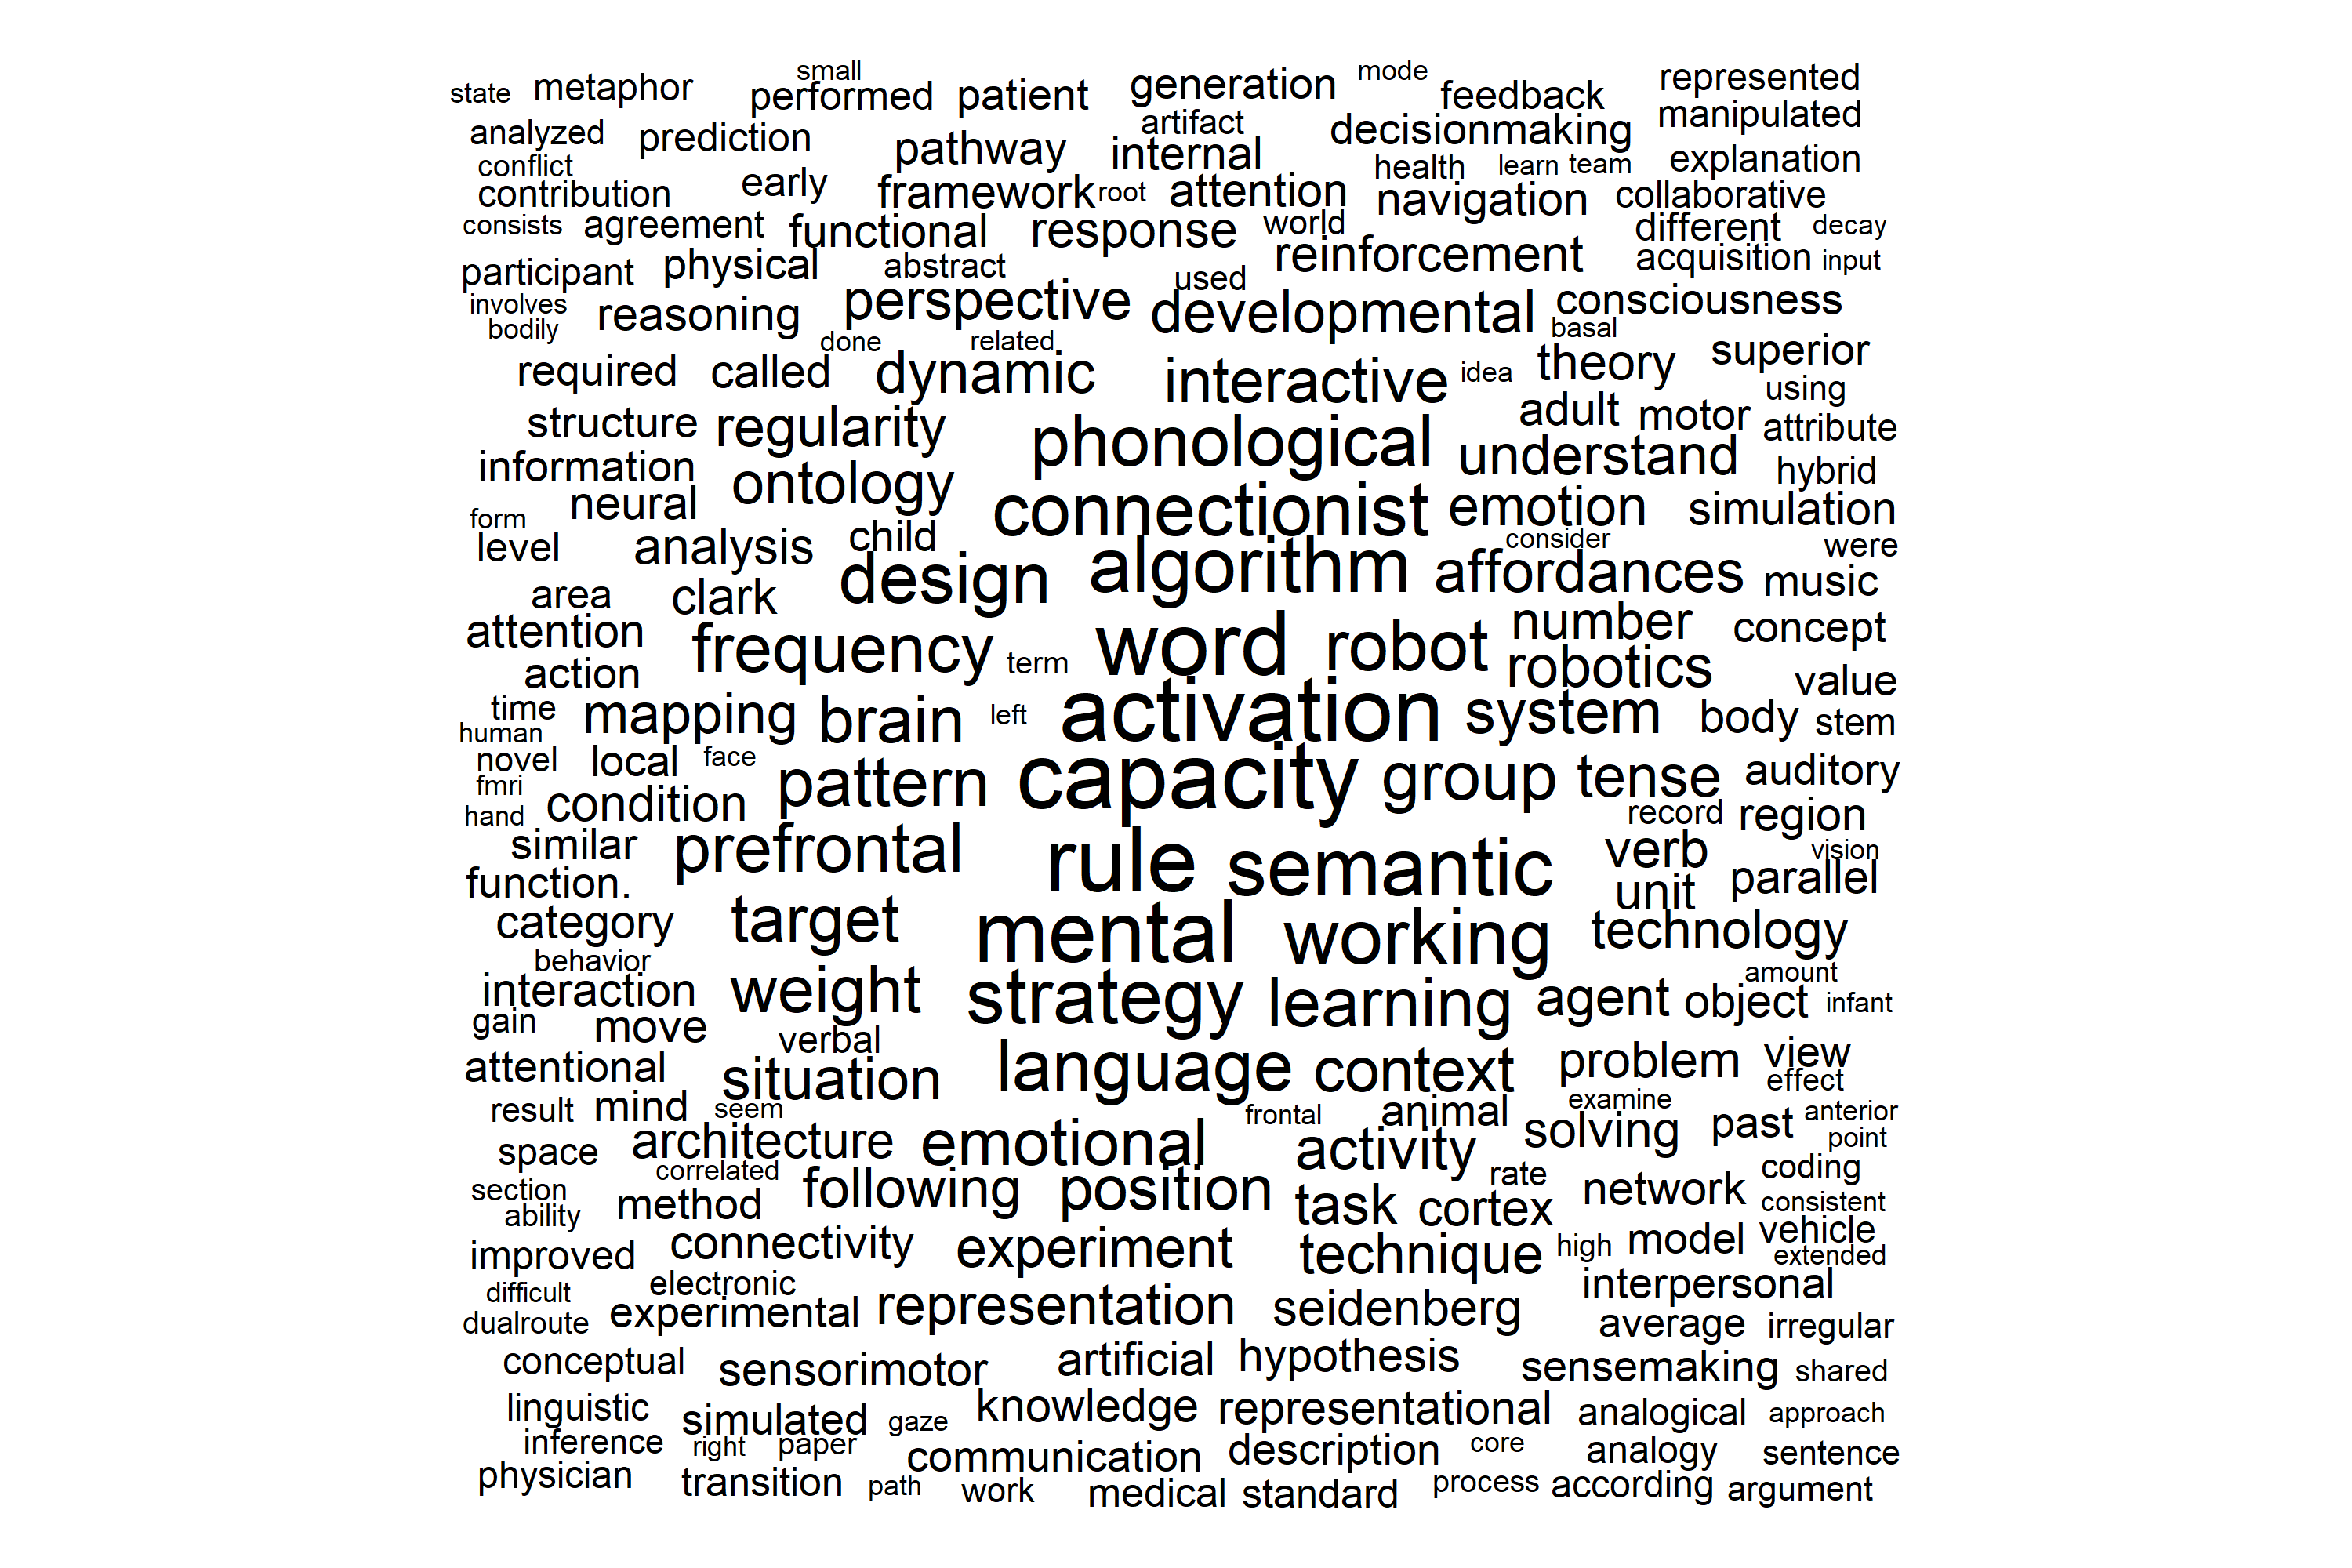 small mode represented
state metaphor performed patient generation feedback
analyzed prediction pathway artifact internal decisionmaking manipulated
conflict health learn team explanation
contribution early framework root attention navigation collaborative
consists agreement functional response world different decay
participant physical abstract reinforcement acquisition input
involves reasoning perspective used developmental consciousness
bodily done related basal
required called dynamic interactive idea theory superior
using
structure regularity phonological adult motor attribute
information ontology understand hybrid
neural connectionist emotion simulation
form level analysis child algorithm consider were
area clark design affordances music
attention frequency term word robot number concept
action robotics value
time mapping brain left activation system body stem
human
novel local face capacity group tense auditory
fmri condition pattern record region
hand
similar prefrontal rule semantic verb vision
function. unit parallel
category target mental working technology
behavior amount
interaction weight strategy learning agent object infant
gain move verbal
attentional situation language context problem view
effect
result mind seem frontal animal examine past anterior
space architecture emotional activity solving point
correlated rate coding
section method following position task cortex network consistent
ability
improved connectivity experiment technique high model vehicle
extended
difficult electronic interpersonal
dualroute experimental representation seidenberg average irregular
conceptual sensorimotor artificial hypothesis sensemaking shared
linguistic simulated gaze knowledge representational analogical approach
inference right paper communication description core analogy sentence
physician transition path work medical standard process according argument